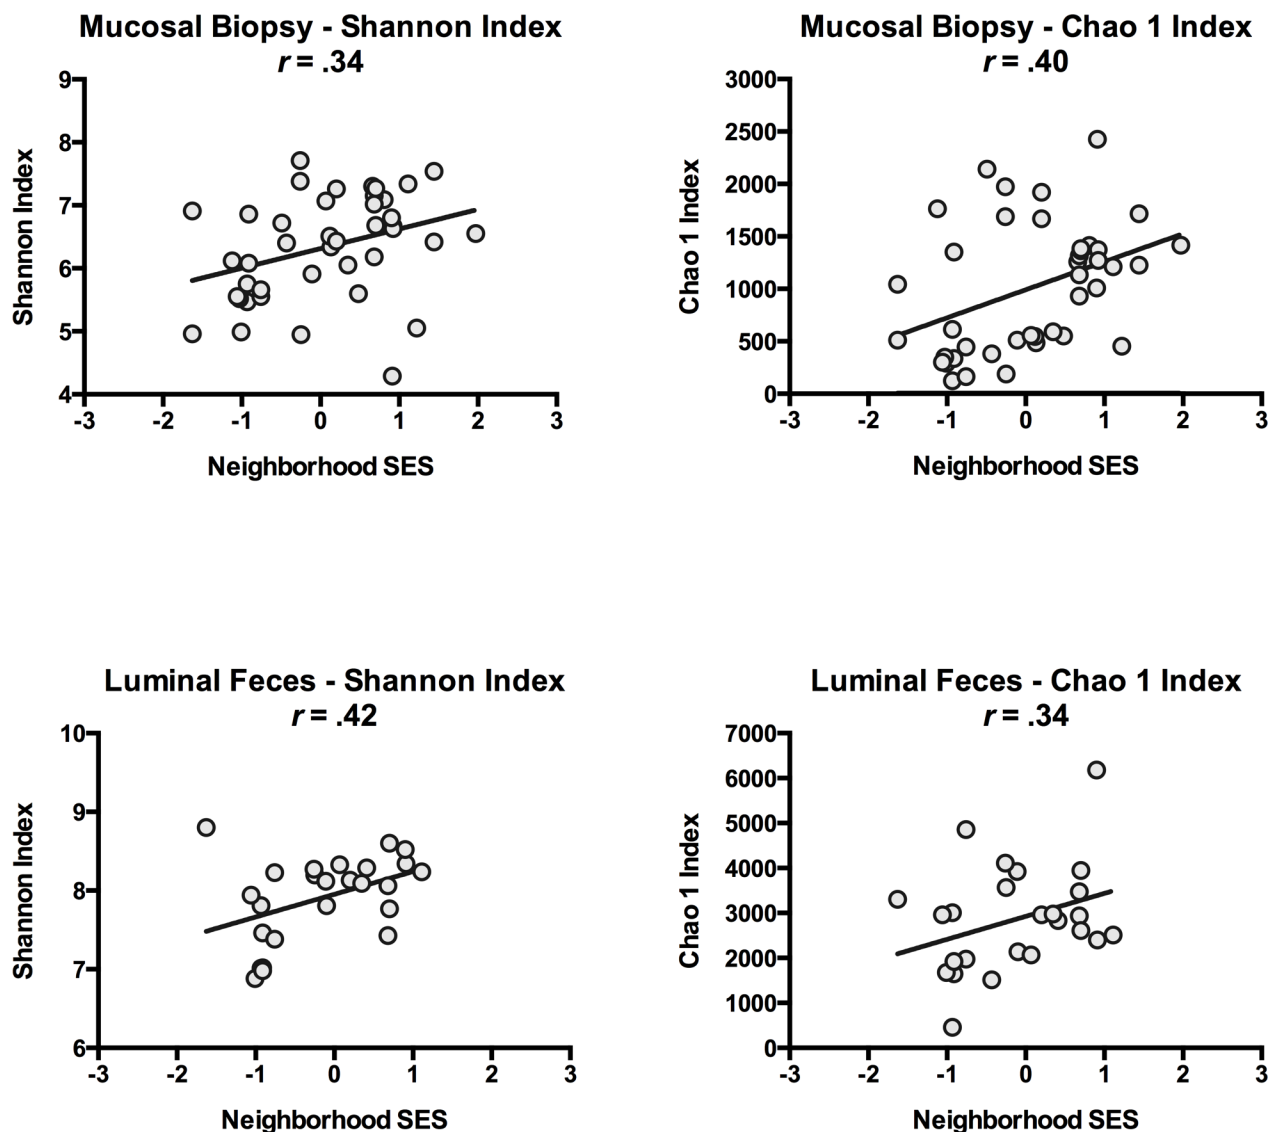 Mucosal Biopsy - Shannon Index
r = .34
9
8
7
6
5
4
Shannon Index
-3 -2 -1 0 1 2 3
Neighborhood SES
Mucosal Biopsy - Chao 1 Index
r = .40
3000
2500
2000
1500
1000
500
0
Chao 1 Index
-3 -2 -1 0 1 2 3
Neighborhood SES
Luminal Feces - Shannon Index
r = .42
10
9
8
7
6
Shannon Index
-3 -2 -1 0 1 2 3
Neighborhood SES
Luminal Feces - Chao 1 Index
r = .34
7000
6000
5000
4000
3000
2000
1000
0
Chao 1 Index
-3 -2 -1 0 1 2 3
Neighborhood SES